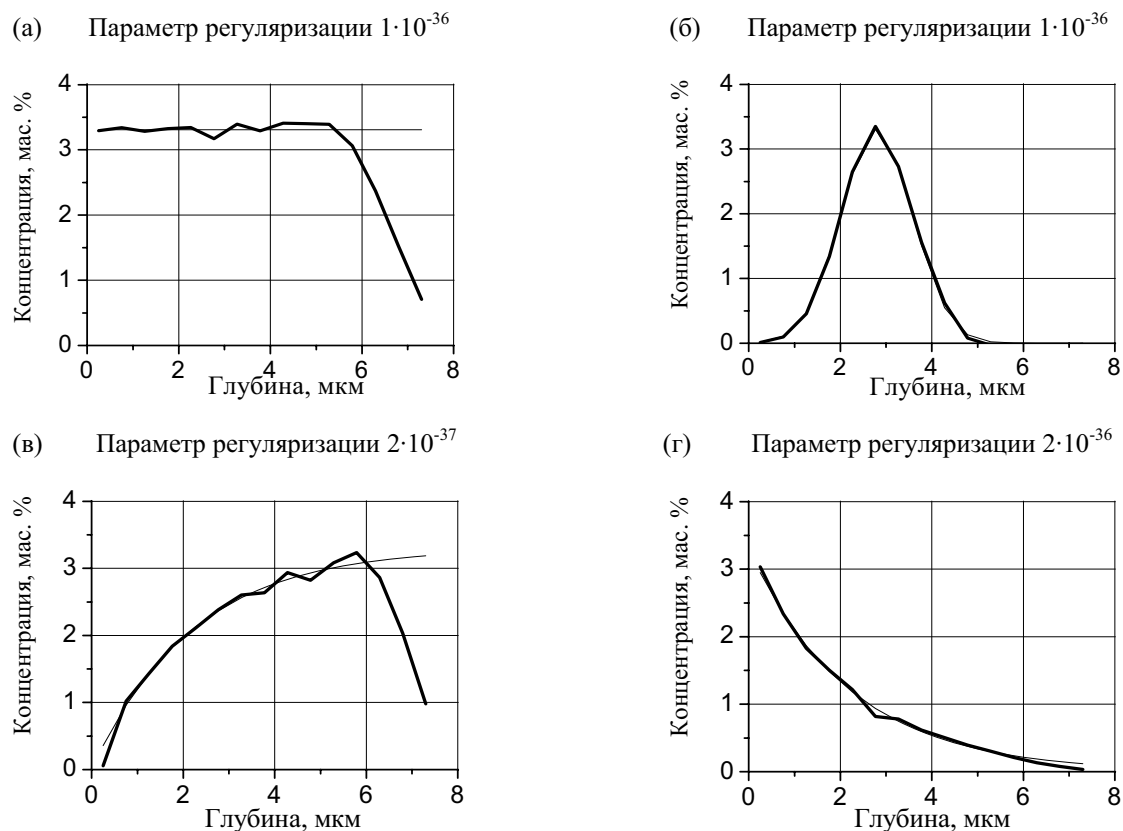 (а) Параметр регуляризации 1·10⁻³⁶
Концентрация, мас. %
4
3
2
1
0
0 2 4 6 8
Глубина, мкм
(б) Параметр регуляризации 1·10⁻³⁶
Концентрация, мас. %
4
3
2
1
0
0 2 4 6 8
Глубина, мкм
(в) Параметр регуляризации 2·10⁻³⁷
Концентрация, мас. %
4
3
2
1
0
0 2 4 6 8
Глубина, мкм
(г) Параметр регуляризации 2·10⁻³⁶
Концентрация, мас. %
4
3
2
1
0
0 2 4 6 8
Глубина, мкм